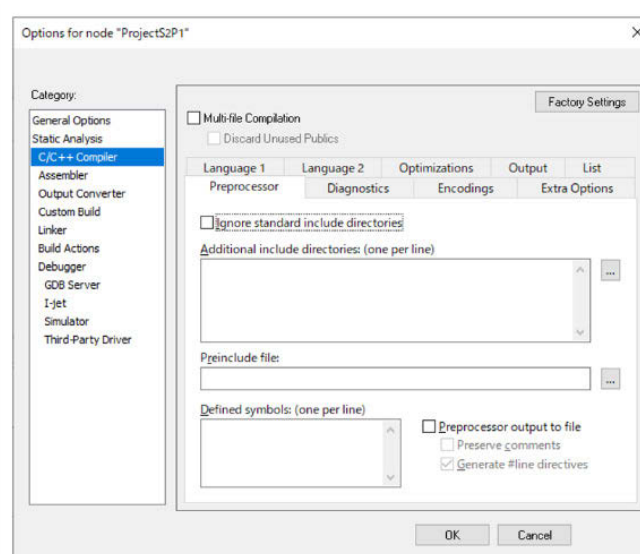 Options for node "ProjectS2P1"
Category:
General Options
Static Analysis
C/C++ Compiler
Assembler
Output Converter
Custom Build
Linker
Build Actions
Debugger
GDB Server
I-jet
Simulator
Third-Party Driver
Factory Settings
Multi-file Compilation
Discard Unused Publics
Language 1 Language 2 Optimizations Output List
Preprocessor Diagnostics Encodings Extra Options
Ignore standard include directories
Additional include directories: (one per line)
...
Preinclude file:
...
Defined symbols: (one per line)
Preprocessor output to file
Preserve comments
Generate #line directives
OK Cancel